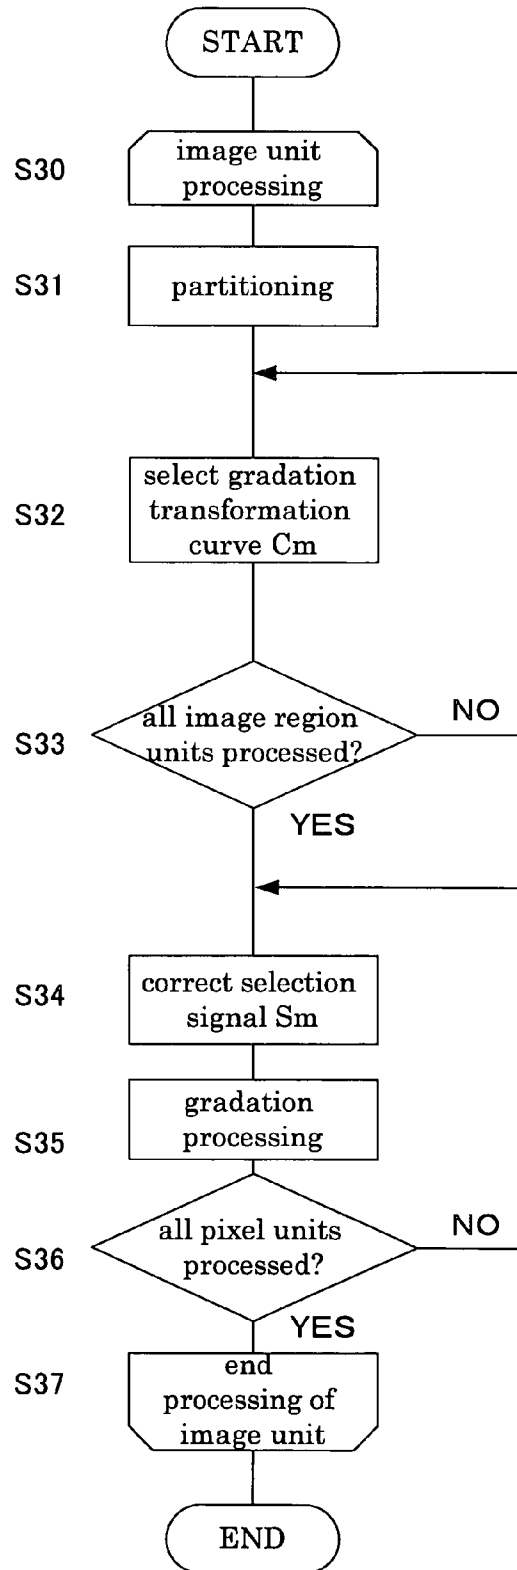 START
S30
image unit
processing
S31
partitioning
S32
select gradation
transformation
curve Cm
S33
all image region
units processed?
NO
YES
S34
correct selection
signal Sm
S35
gradation
processing
S36
all pixel units
processed?
NO
YES
S37
end
processing of
image unit
END